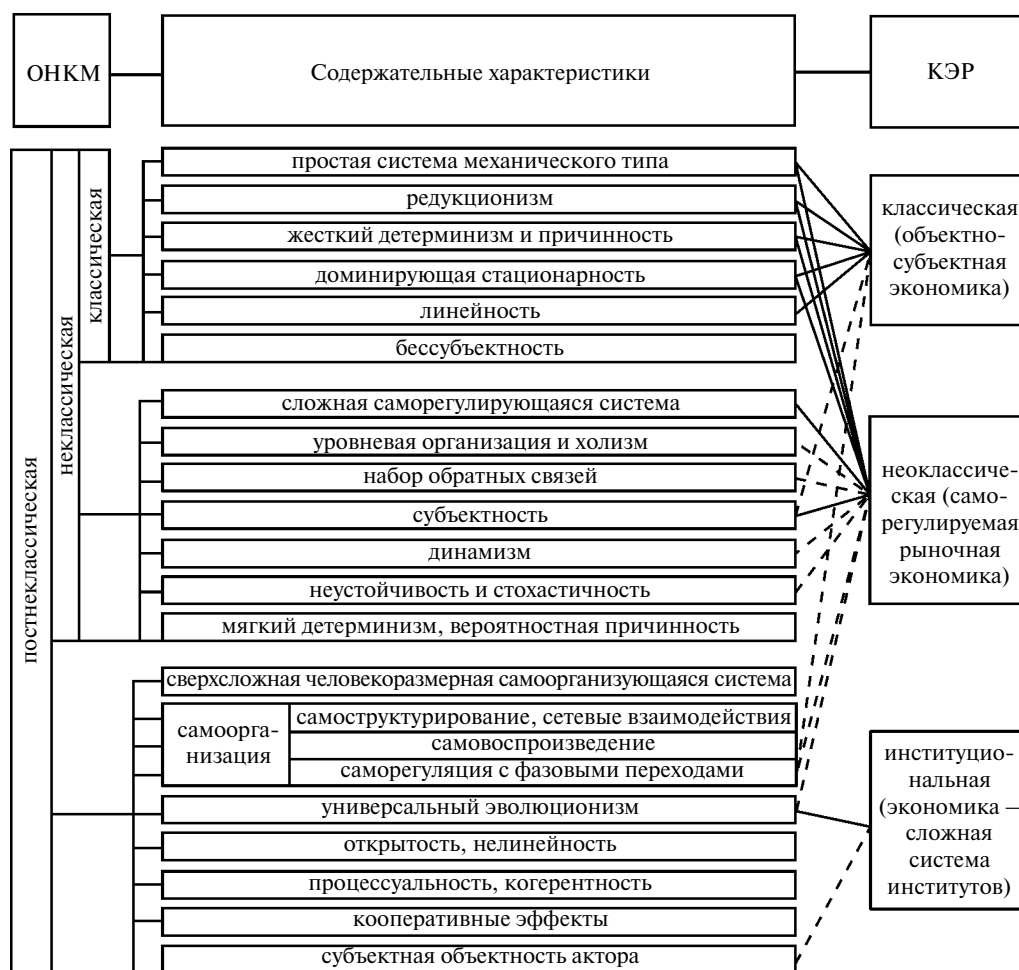 ОНКМ
Содержательные характеристики
КЭР
постнеклассическая
неклассическая
классическая
простая система механического типа
редукционизм
жесткий детерминизм и причинность
доминирующая стационарность
линейность
бессубъектность
сложная саморегулирующаяся система
уровневая организация и холизм
набор обратных связей
субъектность
динамизм
неустойчивость и стохастичность
мягкий детерминизм, вероятностная причинность
сверхсложная человекоразмерная самоорганизующаяся система
самоорга-
низация
самоструктурирование, сетевые взаимодействия
самовоспроизведение
саморегуляция с фазовыми переходами
универсальный эволюционизм
открытость, нелинейность
процессуальность, когерентность
кооперативные эффекты
субъектная объектность актора
классическая
(объектно-
субъектная
экономика)
неоклассиче-
ская (само-
регулируемая
рыночная
экономика)
институцио-
нальная
(экономика —
сложная
система
институтов)